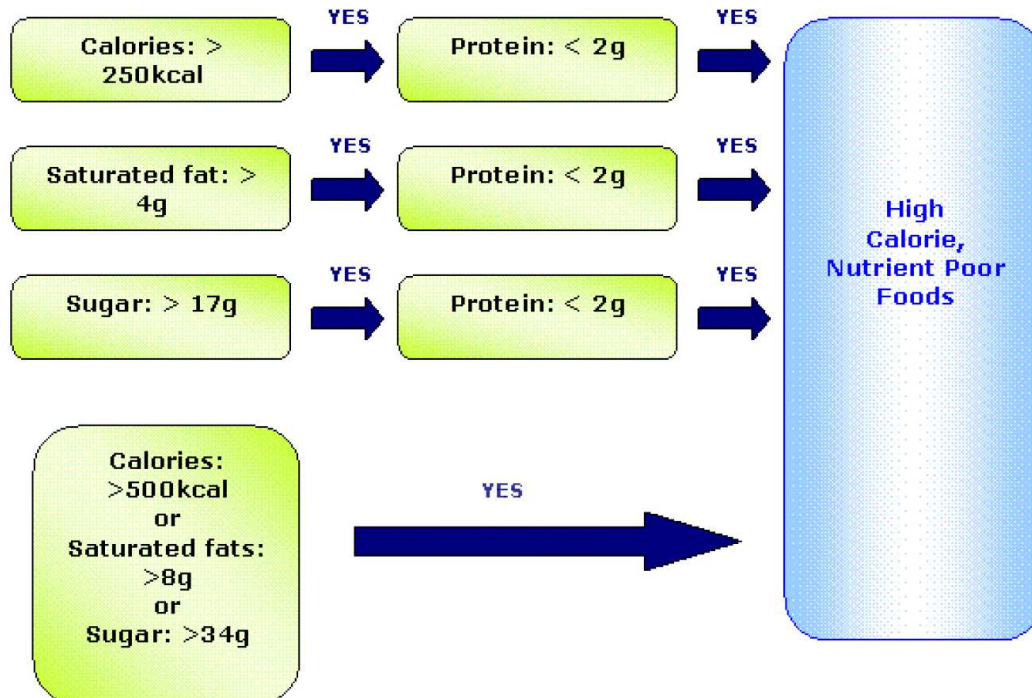 YES
YES
Calories: >
250kcal
Protein: < 2g
YES
YES
Saturated fat: >
4g
Protein: < 2g
YES
YES
Sugar: > 17g
Protein: < 2g
High
Calorie,
Nutrient Poor
Foods
Calories:
>500kcal
or
Saturated fats:
>8g
or
Sugar: >34g
YES